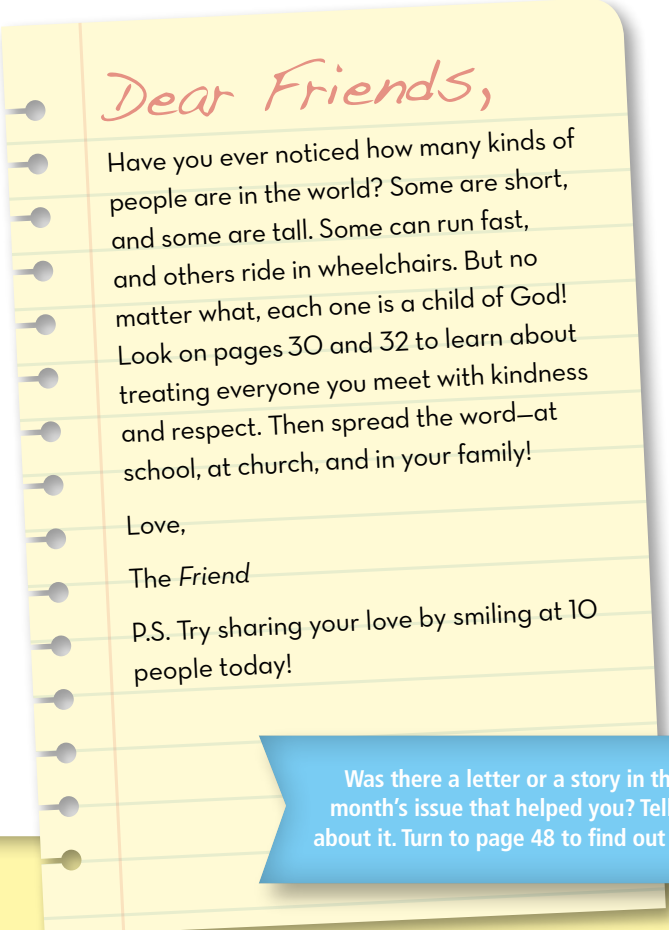 Dear Friends,
Have you ever noticed how many kinds of
people are in the world? Some are short,
and some are tall. Some can run fast,
and others ride in wheelchairs. But no
matter what, each one is a child of God!
Look on pages 30 and 32 to learn about
treating everyone you meet with kindness
and respect. Then spread the word—at
school, at church, and in your family!
Love,
The Friend
P.S. Try sharing your love by smiling at 10
people today!
Was there a letter or a story in th
month's issue that helped you? Tell
about it. Turn to page 48 to find out